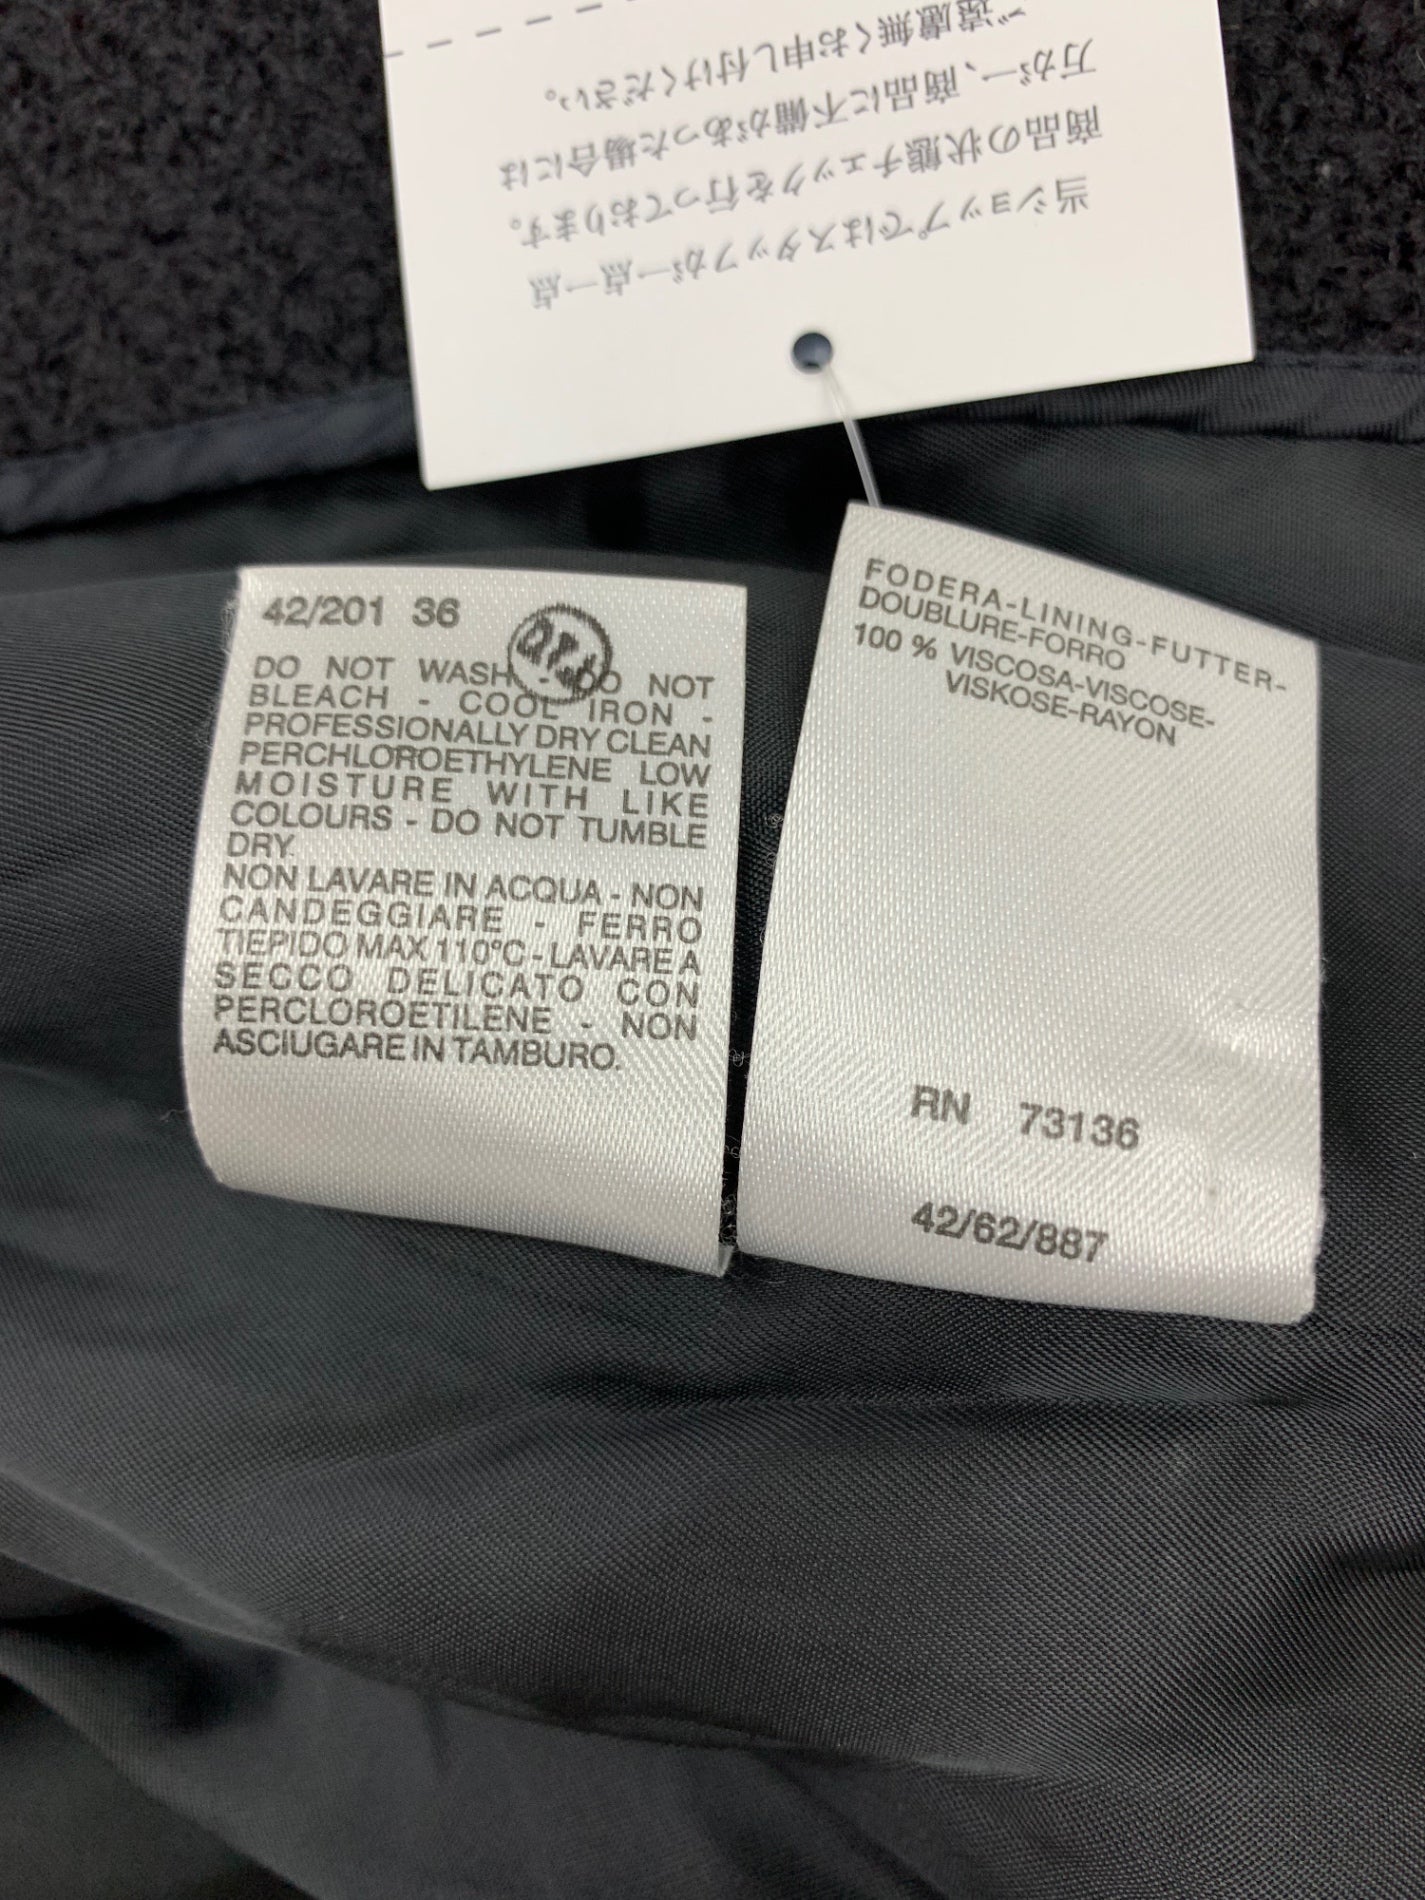 当ショップではスタッフが一点一点
商品の状態チェックを行っております。
万が一、商品に不備があった場合には
ご遠慮無くお申し付けください。
42/201 36
DO NOT WASH - DO NOT
BLEACH - COOL IRON -
PROFESSIONALLY DRY CLEAN
PERCHLOROETHYLENE LOW
MOISTURE WITH LIKE
COLOURS - DO NOT TUMBLE
DRY.
NON LAVARE IN ACQUA - NON
CANDEGGIARE - FERRO
TIEPIDO MAX 110°C - LAVARE A
SECCO DELICATO CON
PERCLOROETILENE - NON
ASCIUGARE IN TAMBURO.
FODERA-LINING-FUTTER-
DOUBLURE-FORRO
100 % VISCOSA-VISCOSE-
VISKOSE-RAYON
RN 73136
42/62/887